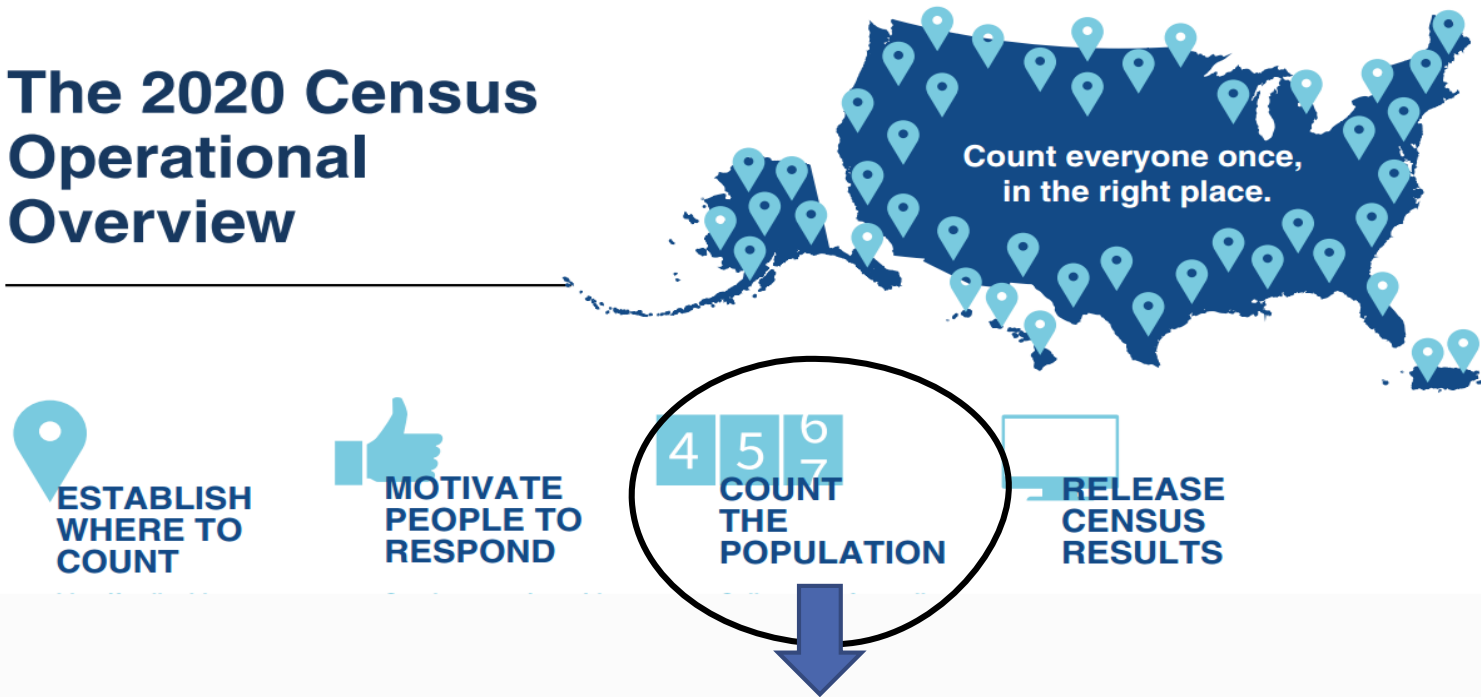 The 2020 Census
Operational
Overview
Count everyone once,
in the right place.
4 5 6
7
ESTABLISH
WHERE TO
COUNT
MOTIVATE
PEOPLE TO
RESPOND
COUNT
THE
POPULATION
RELEASE
CENSUS
RESULTS